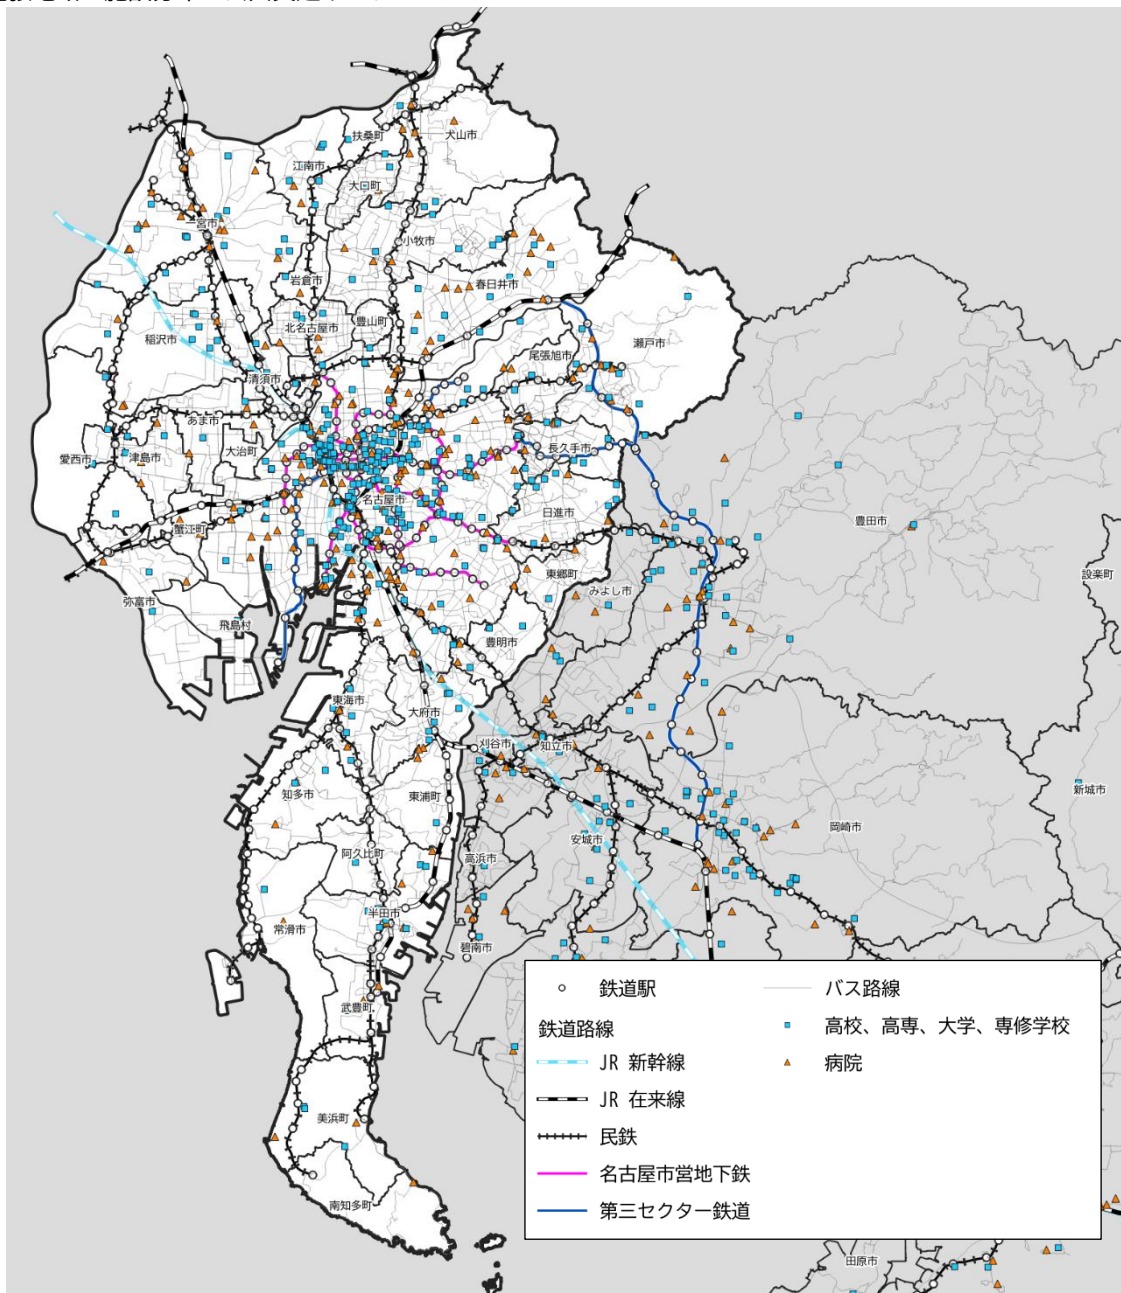 扶桑町
犬山市
江南市
大口町
一宮市
小牧市
岩倉市
春日井市
北名古屋市
豊山町
稲沢市
尾張旭市
瀬戸市
清須市
あま市
大治町
長久手市
愛西市
津島市
名古屋市
日進市
豊田市
蟹江町
東郷町
設楽町
弥富市
みよし市
飛島村
豊明市
東海市
大府市
刈谷市
知立市
知多市
東浦町
新城市
岡崎市
安城市
阿久比町
高浜市
半田市
常滑市
碧南市
武豊町
美浜町
南知多町
田原市
鉄道駅
鉄道路線
JR 新幹線
JR 在来線
民鉄
名古屋市営地下鉄
第三セクター鉄道
バス路線
高校、高専、大学、専修学校
病院